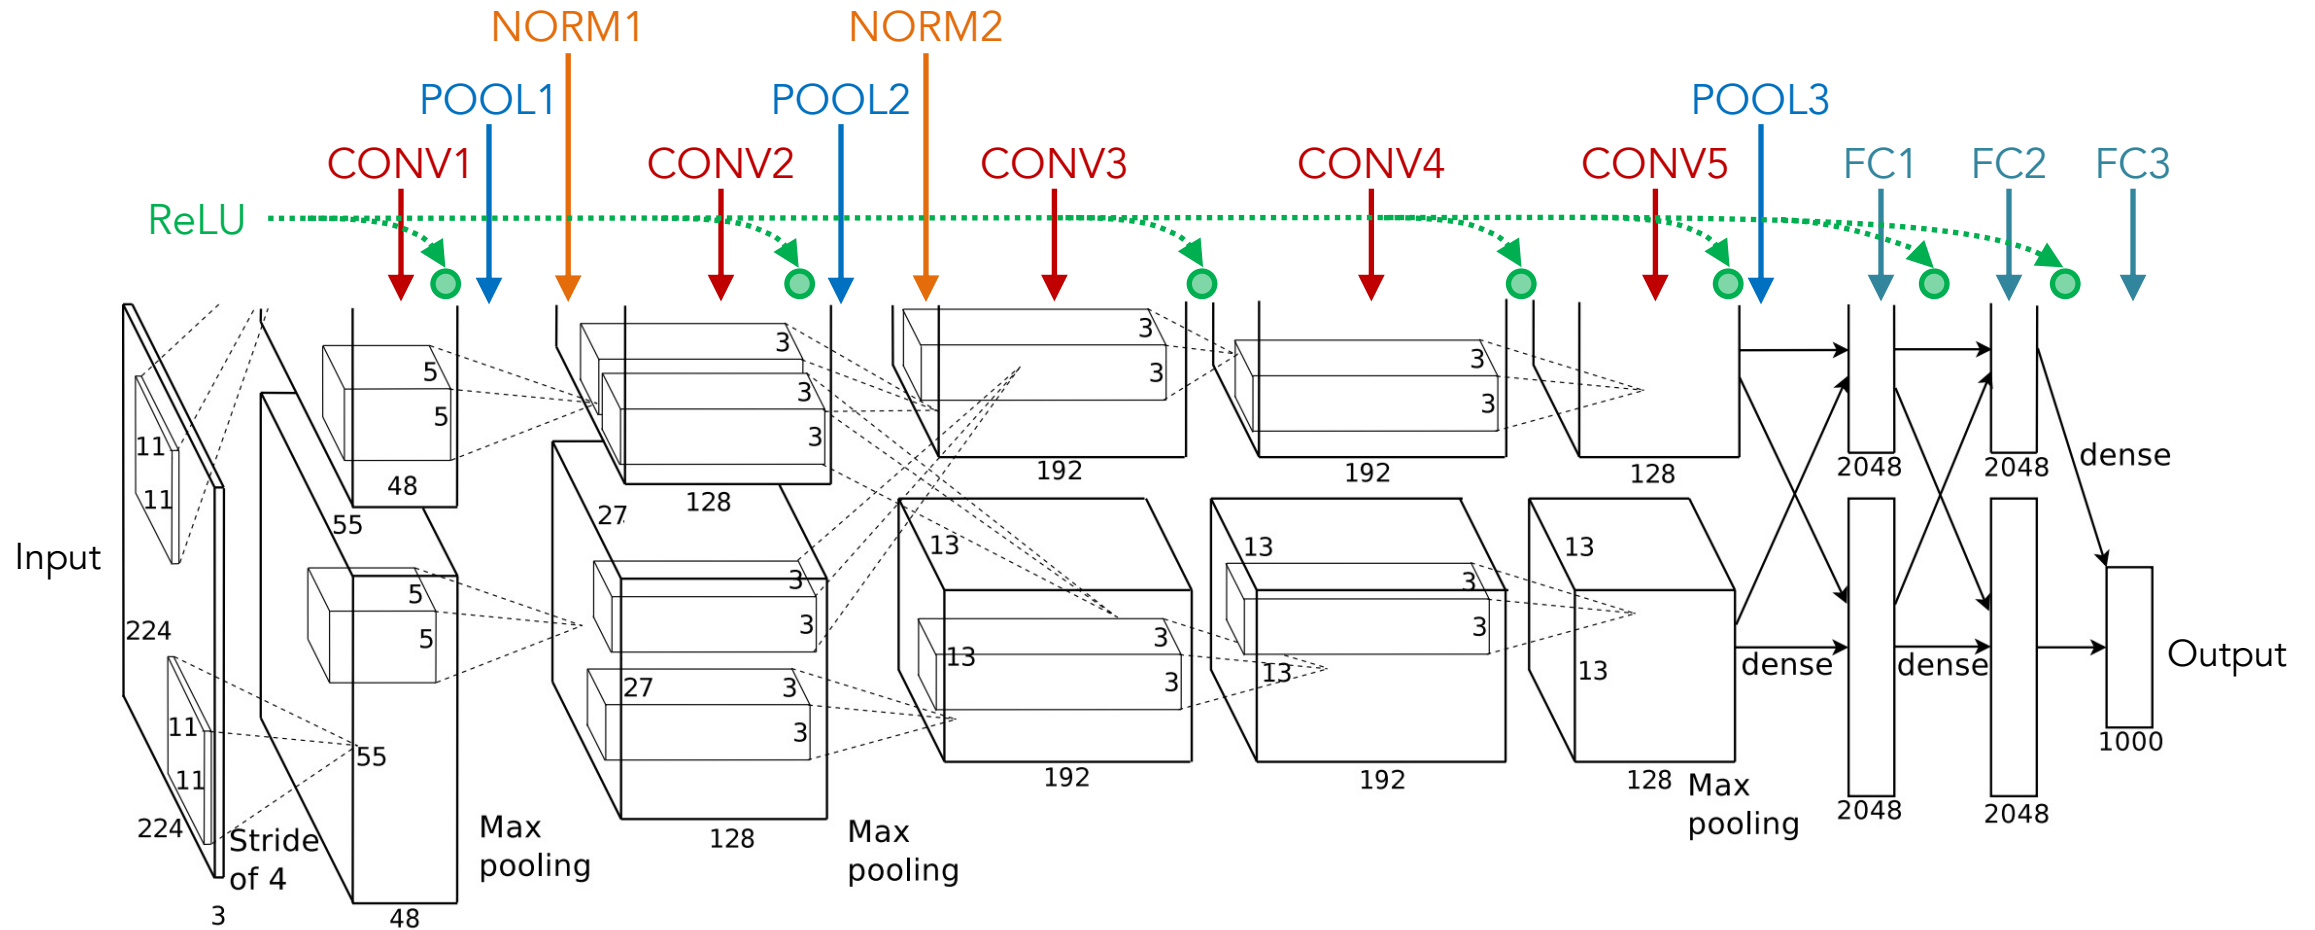 NORM1
NORM2
POOL1
POOL2
POOL3
CONV1
CONV2
CONV3
CONV4
CONV5
FC1
FC2
FC3
ReLU
3
3
3
3
5
3
3
3
5
3
11
48
192
192
128
2048
2048
dense
11
55
27
128
Input
13
13
13
5
3
3
224
5
3
3
3
13
3
13
13
dense
dense
Output
27
3
11
3
55
1000
11
192
192
128
Max
pooling
2048
2048
224
Stride
of 4
Max
pooling
128
Max
pooling
3
48